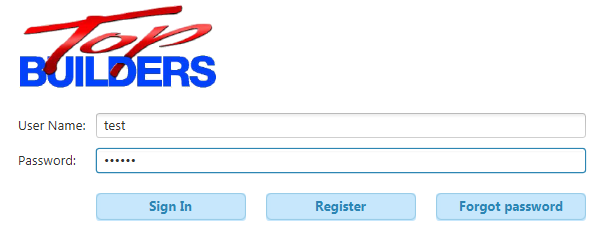 Top
BUILDERS
User Name: test
Password: ••••••
Sign In Register Forgot password